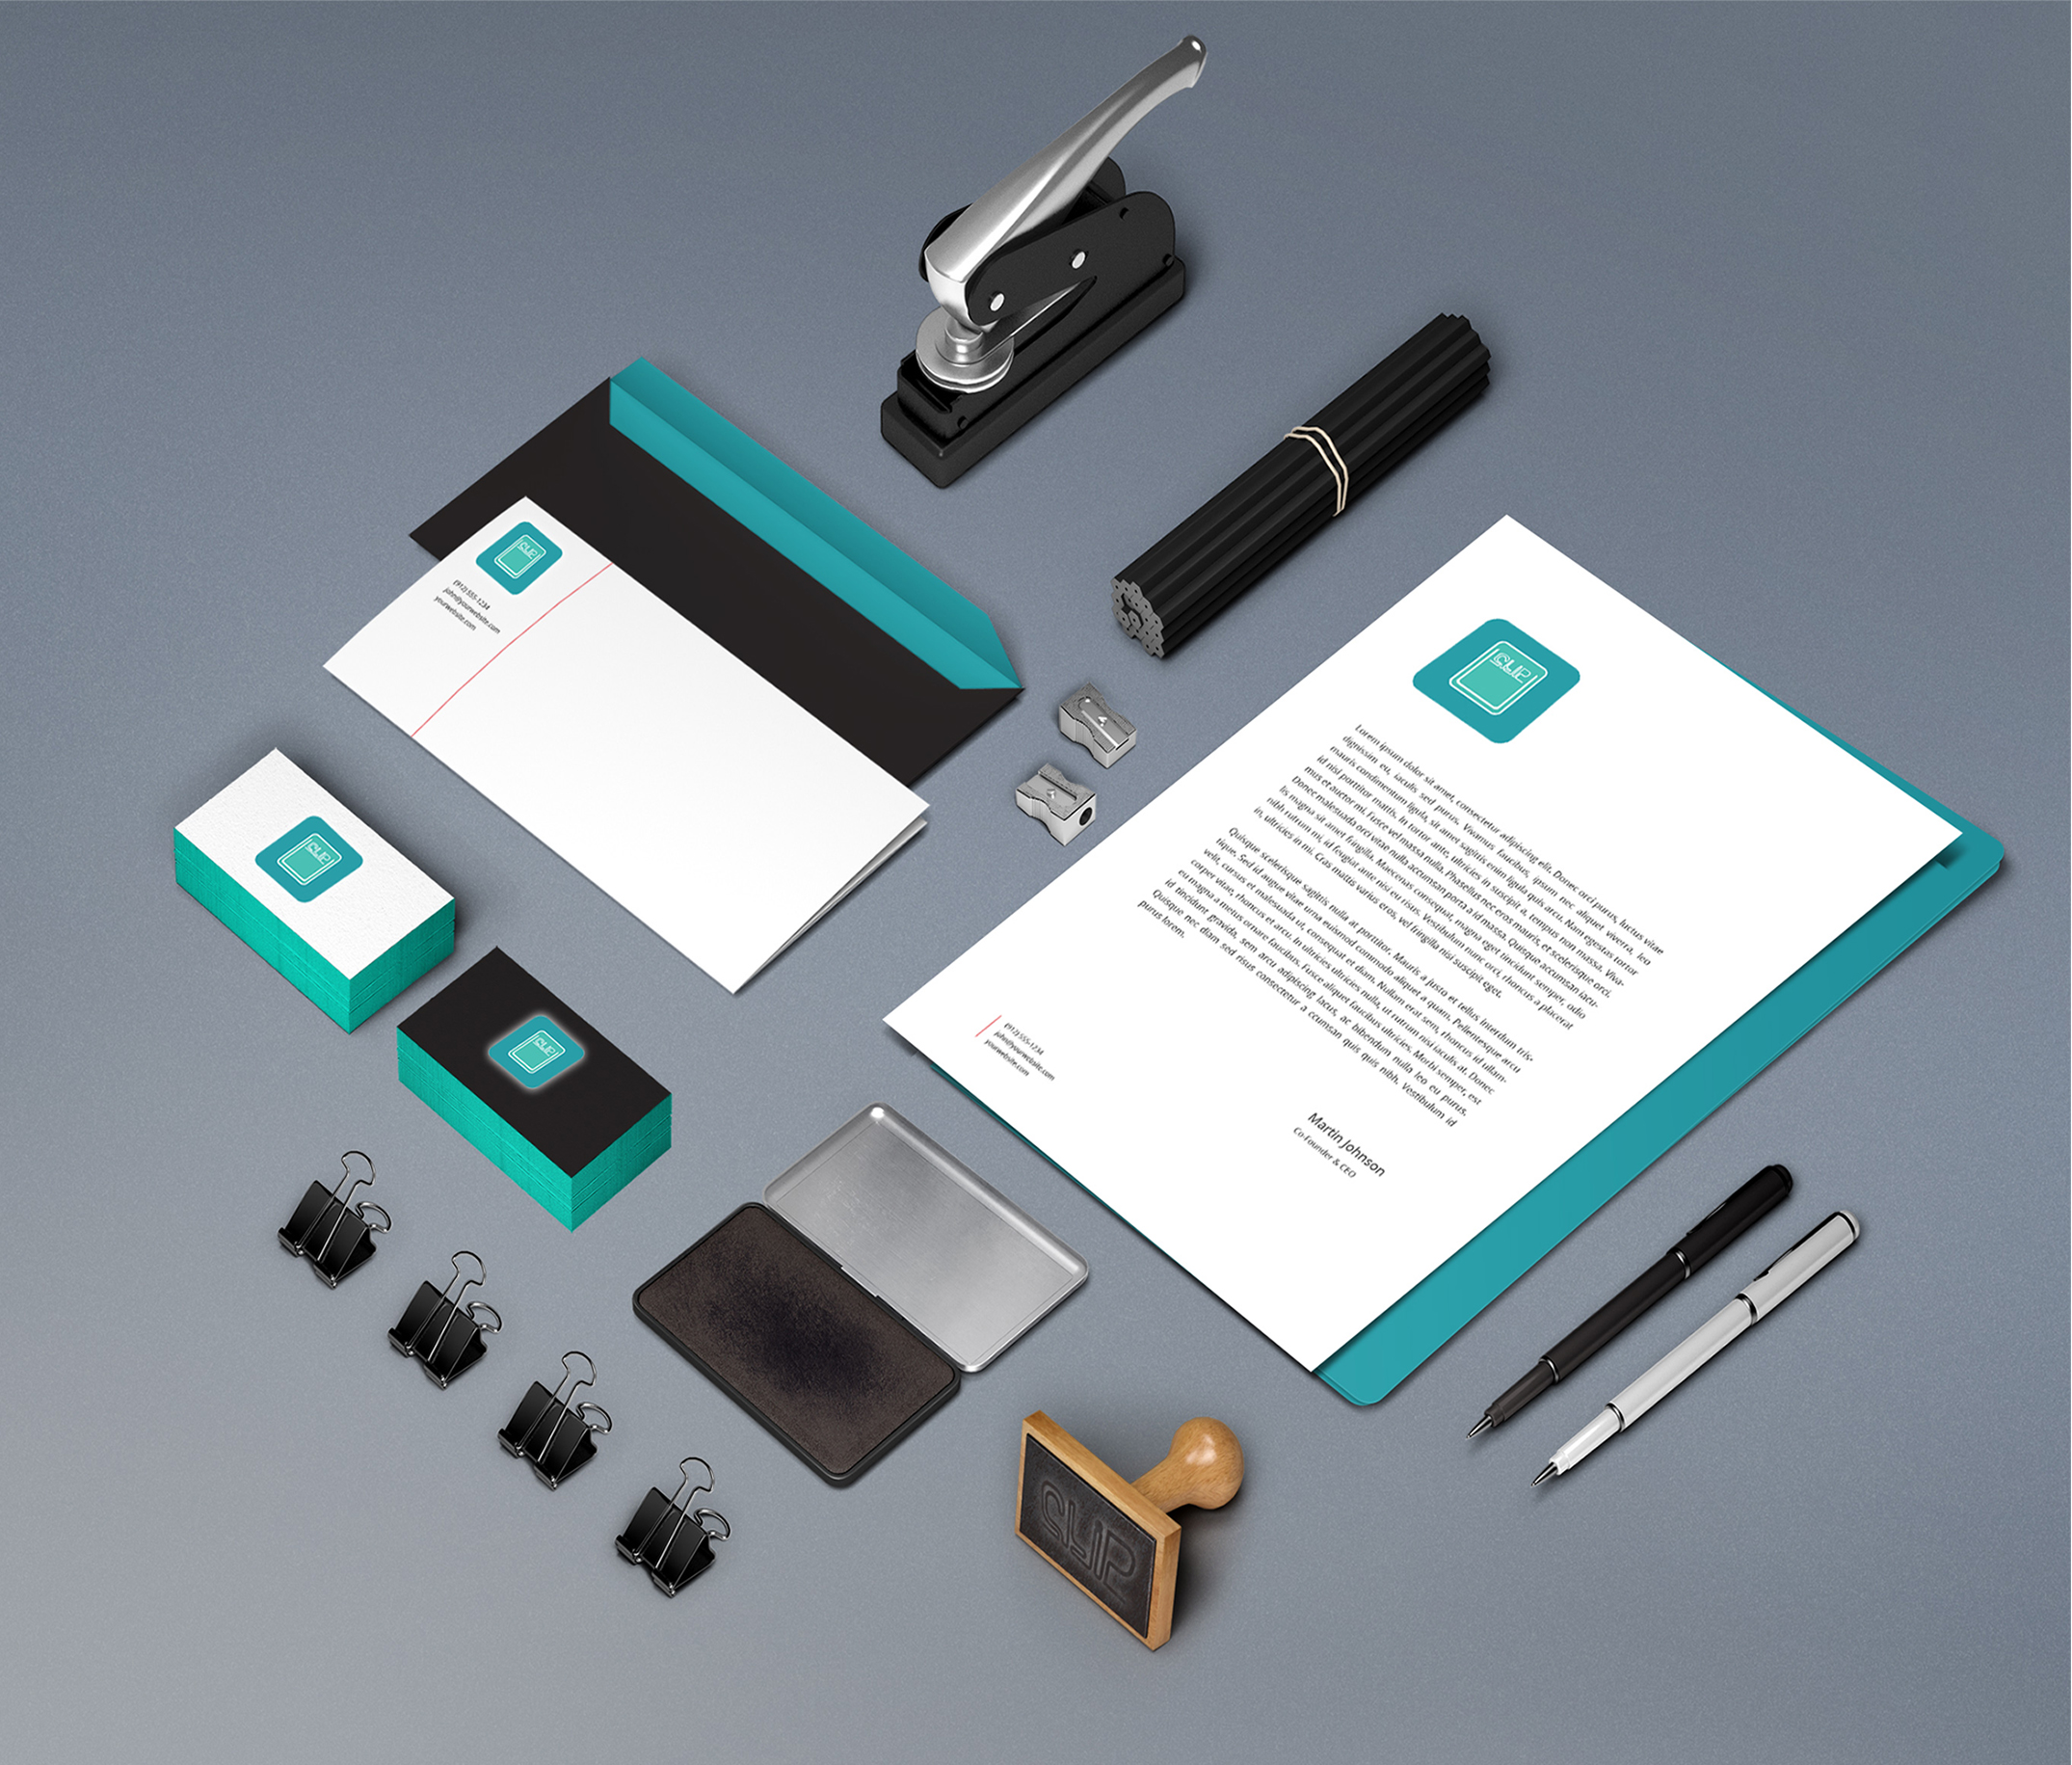 CLIP
(912) 555-1234
john@yourwebsite.com
yourwebsite.com
CLIP
CLIP
CLIP
Lorem ipsum dolor sit amet, consectetur adipiscing elit. Donec orci purus, luctus vitae
dignissim eu, iaculis sed purus. Vivamus faucibus, ipsum nec aliquet viverra, leo
mauris condimentum ligula, sit amet sagittis enim ligula quis arcu. Nam egestas tortor
id nisl porttitor mattis. In tortor ante, ultricies in suscipit a, tempus non massa. Viva-
mus et auctor mi. Fusce vel massa nulla. Phasellus nec eros mauris, et scelerisque orci.
Donec malesuada orci vitae nulla accumsan porta a id massa. Quisque accumsan iacu-
lis magna sit amet fringilla. Maecenas consequat, magna eget tincidunt semper, odio
nibh rutrum mi, id feugiat ante nisi eu risus. Vestibulum nunc orci, rhoncus a placerat
in, ultricies in mi. Cras mattis varius eros, vel fringilla nisi suscipit eget.
Quisque scelerisque sagittis nulla at porttitor. Mauris a justo et tellus interdum tris-
tique. Sed id augue vitae urna euismod commodo aliquet a quam. Pellentesque arcu
velit, cursus et malesuada ut, consequat et diam. Nullam erat sem, rhoncus id ullam-
corper vitae, rhoncus et arcu. In ultricies ultricies nulla, ut rutrum nisi iaculis at. Donec
eu magna a metus ornare faucibus. Fusce aliquet faucibus ultricies. Morbi semper, est
id tincidunt gravida, sem arcu adipiscing lacus, ac bibendum nulla leo eu purus.
Quisque nec diam sed risus consectetur a cumsan quis quis nibh. Vestibulum id
purus lorem.
(912) 555-1234
john@yourwebsite.com
yourwebsite.com
Martin Johnson
Co-Founder & CEO
CLIP